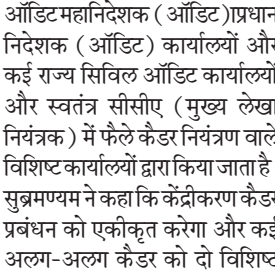 ऑडिट महानिदेशक (ऑडिट)प्रधान
निदेशक (ऑडिट) कार्यालयों और
कई राज्य सिविल ऑडिट कार्यालयों
और स्वतंत्र सीसीए (मुख्य लेखा
नियंत्रक) में फैले कैडर नियंत्रण वाले
विशिष्ट कार्यालयों द्वारा किया जाता है
सुब्रमण्यम ने कहा कि केंद्रीकरण कैडर
प्रबंधन को एकीकृत करेगा और कई
अलग-अलग कैडर को दो विशिष्ट